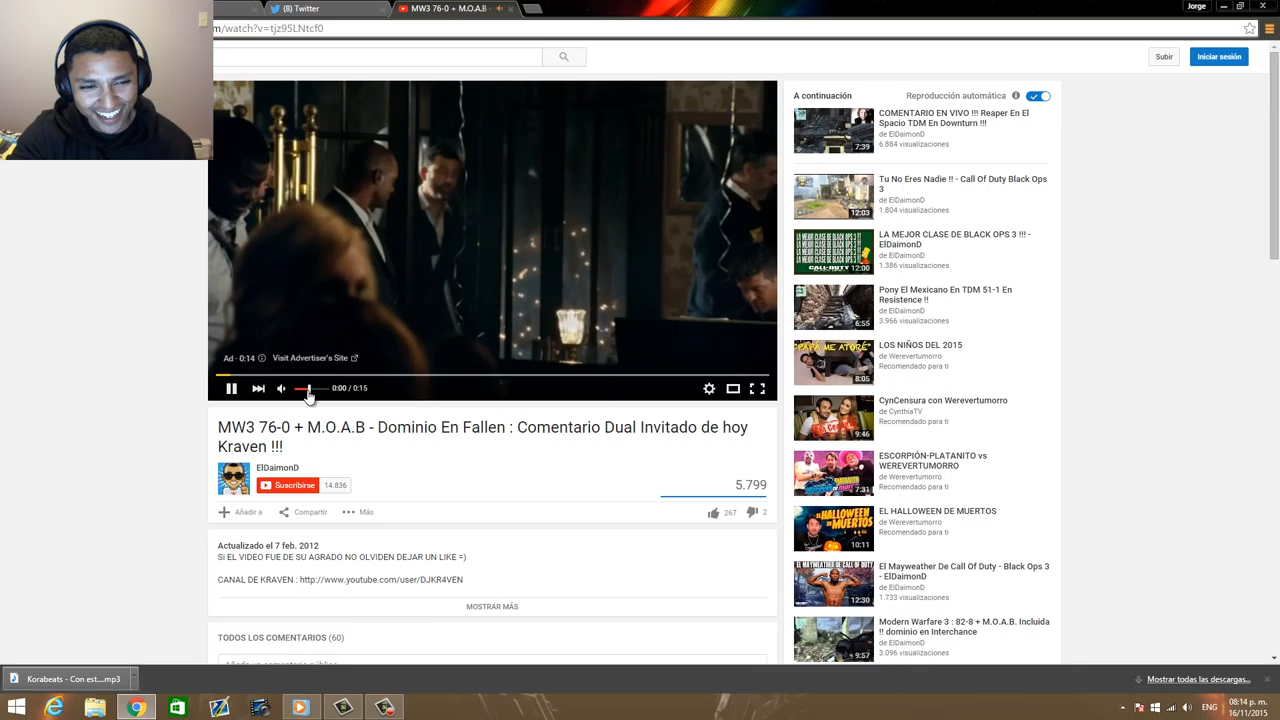 Twitter
MW3 76-0 + M.O.A.B -
Jorge
m/watch?v=tjz95LNtcf0
Subir
Iniciar sesión
A continuación
Reproducción automática
COMENTARIO EN VIVO !!! Reaper En El
Spacio TDM En Downturn !!!
de ElDaimonD
6.884 visualizaciones
7:39
Tu No Eres Nadie !! - Call Of Duty Black Ops
3
de ElDaimonD
1.804 visualizaciones
12:03
LA MEJOR CLASE DE BLACK OPS 3 !!! -
ElDaimonD
de ElDaimonD
1.386 visualizaciones
12:00
Pony El Mexicano En TDM 51-1 En
Resistence !!
de ElDaimonD
3.966 visualizaciones
6:55
LOS NIÑOS DEL 2015
de Werevertumorro
Recomendado para ti
"PAPÁ ME ATORÉ"
8:05
CynCensura con Werevertumorro
de CynthiaTV
Recomendado para ti
9:46
ESCORPIÓN-PLATANITO vs
WEREVERTUMORRO
de Werevertumorro
Recomendado para ti
7:31
EL HALLOWEEN DE MUERTOS
de Werevertumorro
Recomendado para ti
10:11
El Mayweather De Call Of Duty - Black Ops 3
- ElDaimonD
de ElDaimonD
1.733 visualizaciones
12:30
Modern Warfare 3 : 82-8 + M.O.A.B. Incluida
!! dominio en Interchance
de ElDaimonD
3.096 visualizaciones
9:57
Ad · 0:14
Visit Advertiser's Site
0:00 / 0:15
MW3 76-0 + M.O.A.B - Dominio En Fallen : Comentario Dual Invitado de hoy
Kraven !!!
ElDaimonD
Suscribirse
14.836
5.799
Añadir a
Compartir
Más
267
2
Actualizado el 7 feb. 2012
SI EL VIDEO FUE DE SU AGRADO NO OLVIDEN DEJAR UN LIKE =)
CANAL DE KRAVEN : http://www.youtube.com/user/DJKR4VEN
MOSTRAR MÁS
TODOS LOS COMENTARIOS (60)
Añade un comentario público...
Korabeats - Con est....mp3
Mostrar todas las descargas...
08:14 p. m.
16/11/2015